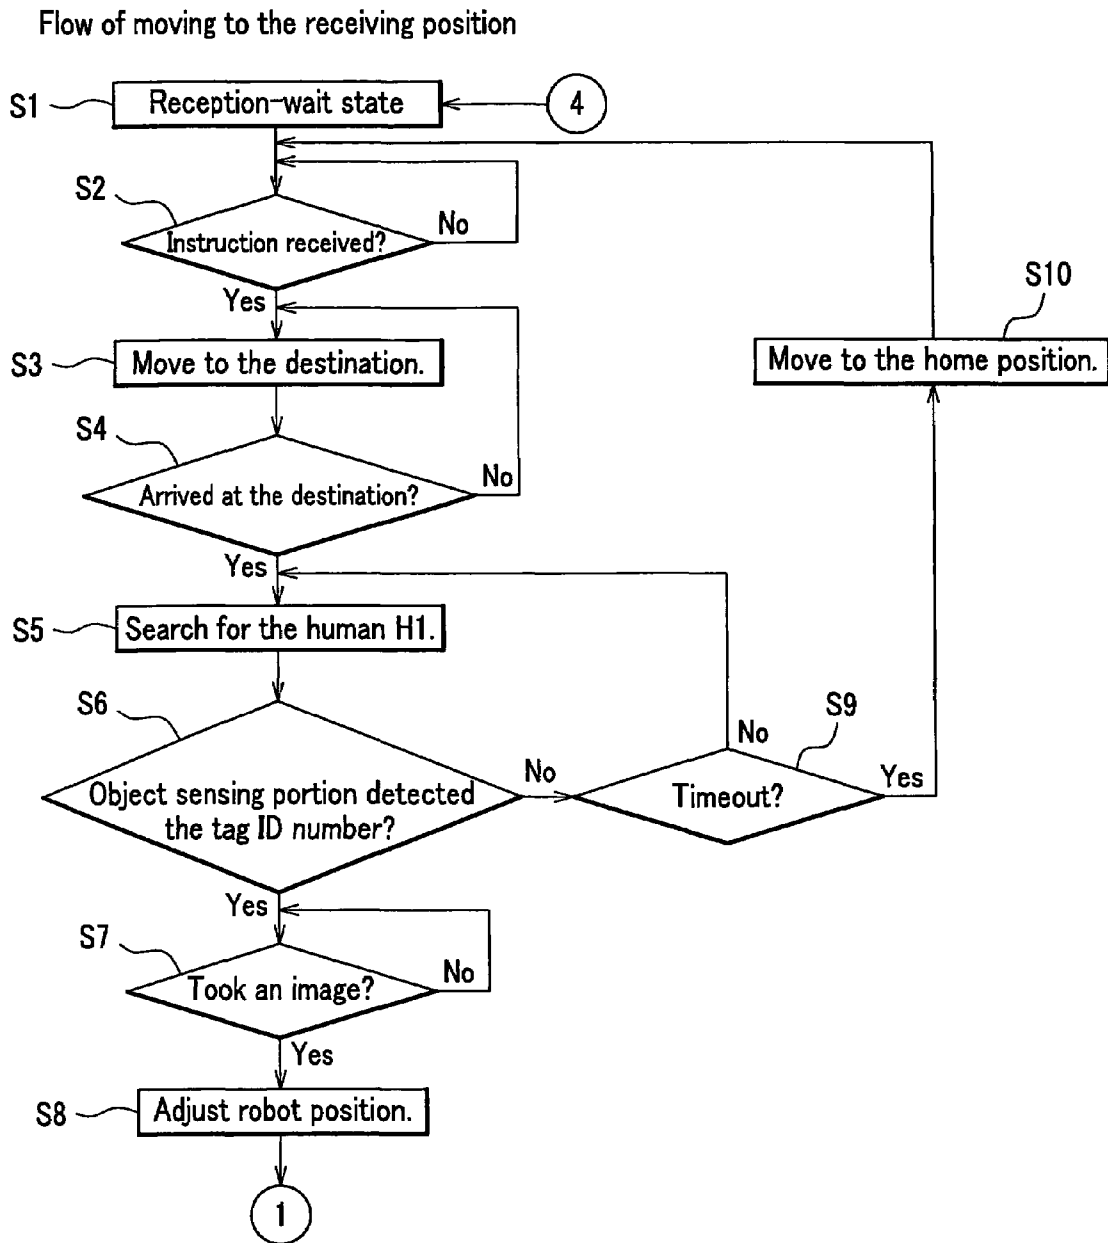 Flow of moving to the receiving position
S1
Reception-wait state
4
S2
Instruction received?
No
Yes
S10
S3
Move to the destination.
Move to the home position.
S4
Arrived at the destination?
No
Yes
S5
Search for the human H1.
S6
S9
No
Object sensing portion detected
the tag ID number?
No
Timeout?
Yes
Yes
S7
Took an image?
No
Yes
S8
Adjust robot position.
1